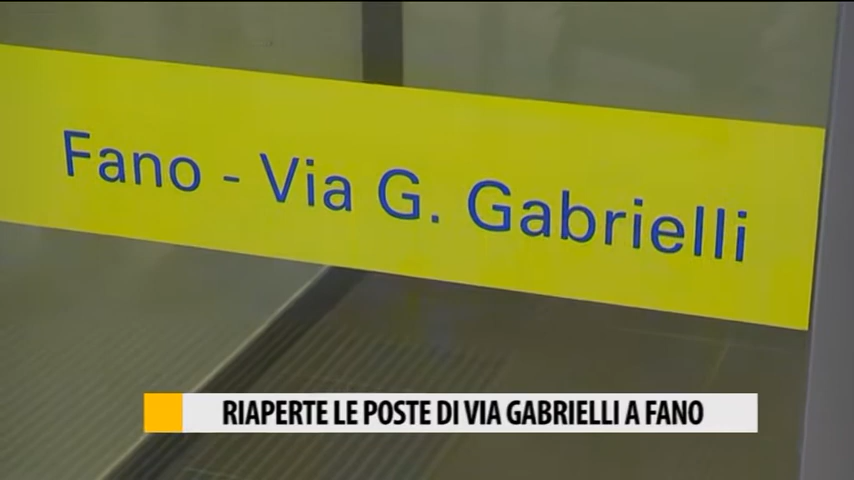 Fano - Via G. Gabrielli
RIAPERTE LE POSTE DI VIA GABRIELLI A FANO